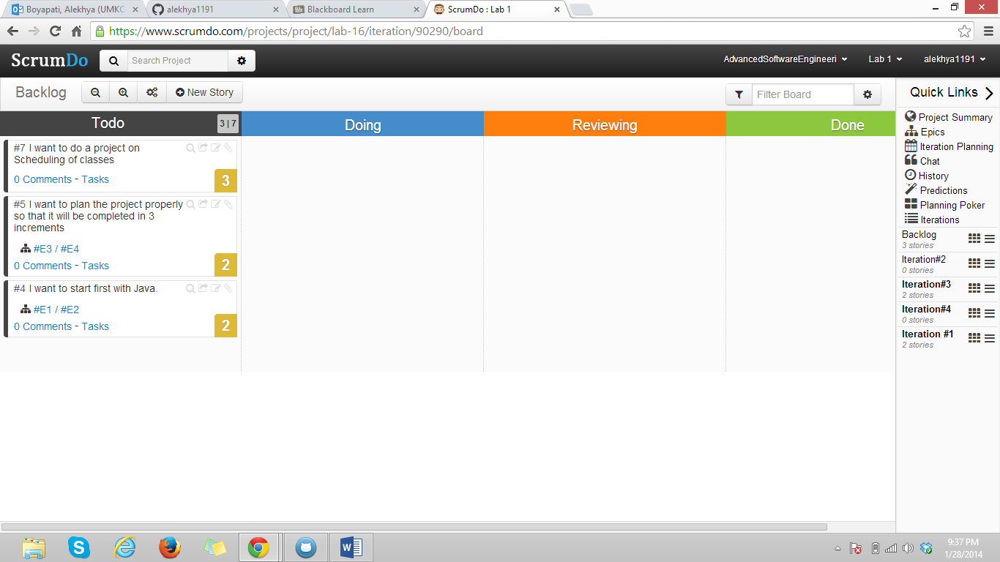 Boyapati, Alekhya (UMKC
alekhya1191
Blackboard Learn
ScrumDo : Lab 1
https://www.scrumdo.com/projects/project/lab-16/iteration/90290/board
ScrumDo
Search Project
AdvancedSoftwareEngineeri
Lab 1
alekhya1191
Backlog
New Story
Filter Board
Quick Links
Todo
3 | 7
Doing
Reviewing
Done
#7 I want to do a project on
Scheduling of classes
0 Comments - Tasks
3
#5 I want to plan the project properly
so that it will be completed in 3
increments
#E3 / #E4
0 Comments - Tasks
2
#4 I want to start first with Java.
#E1 / #E2
0 Comments - Tasks
2
Project Summary
Epics
Iteration Planning
Chat
History
Predictions
Planning Poker
Iterations
Backlog
3 stories
Iteration#2
0 stories
Iteration#3
2 stories
Iteration#4
0 stories
Iteration #1
2 stories
9:37 PM
1/28/2014